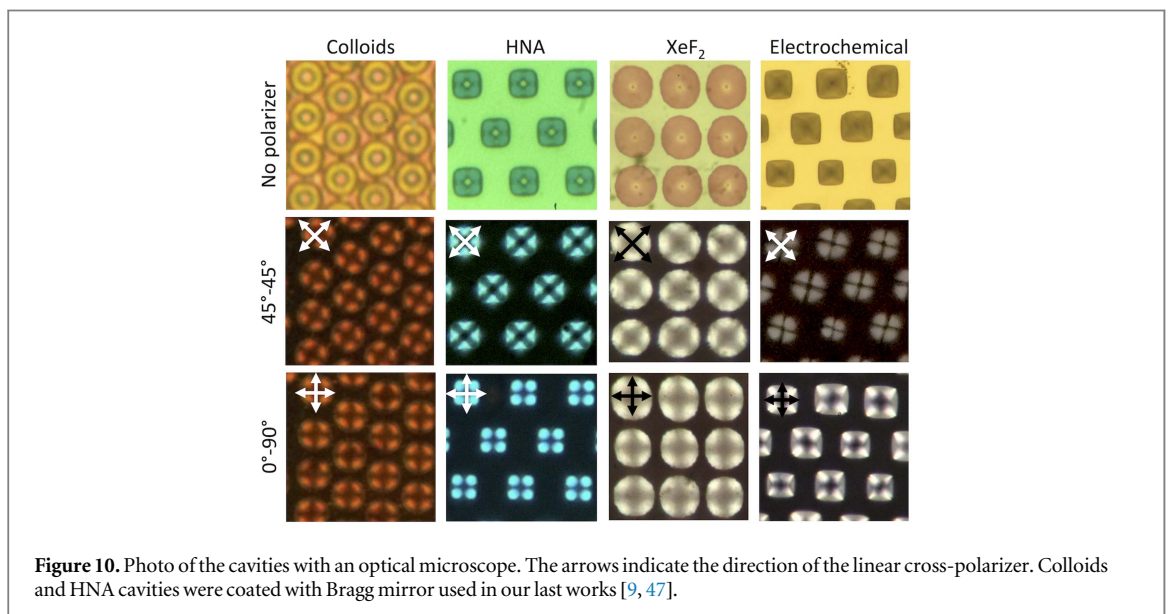 Colloids HNA XeF₂ Electrochemical
No polarizer
45°-45°
0°-90°
Figure 10. Photo of the cavities with an optical microscope. The arrows indicate the direction of the linear cross-polarizer. Colloids
and HNA cavities were coated with Bragg mirror used in our last works [9, 47].